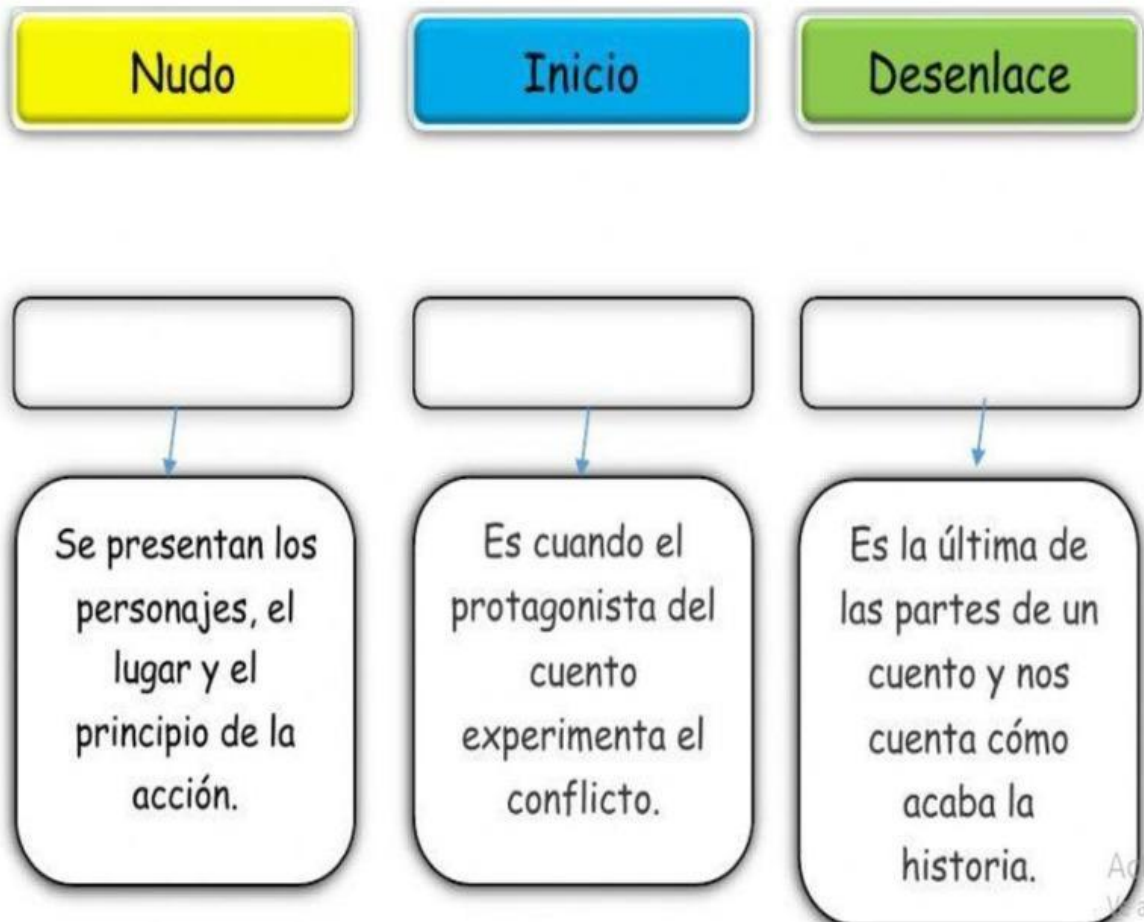 Nudo
Inicio
Desenlace
Se presentan los
personajes, el
lugar y el
principio de la
acción.
Es cuando el
protagonista del
cuento
experimenta el
conflicto.
Es la última de
las partes de un
cuento y nos
cuenta cómo
acaba la
historia.